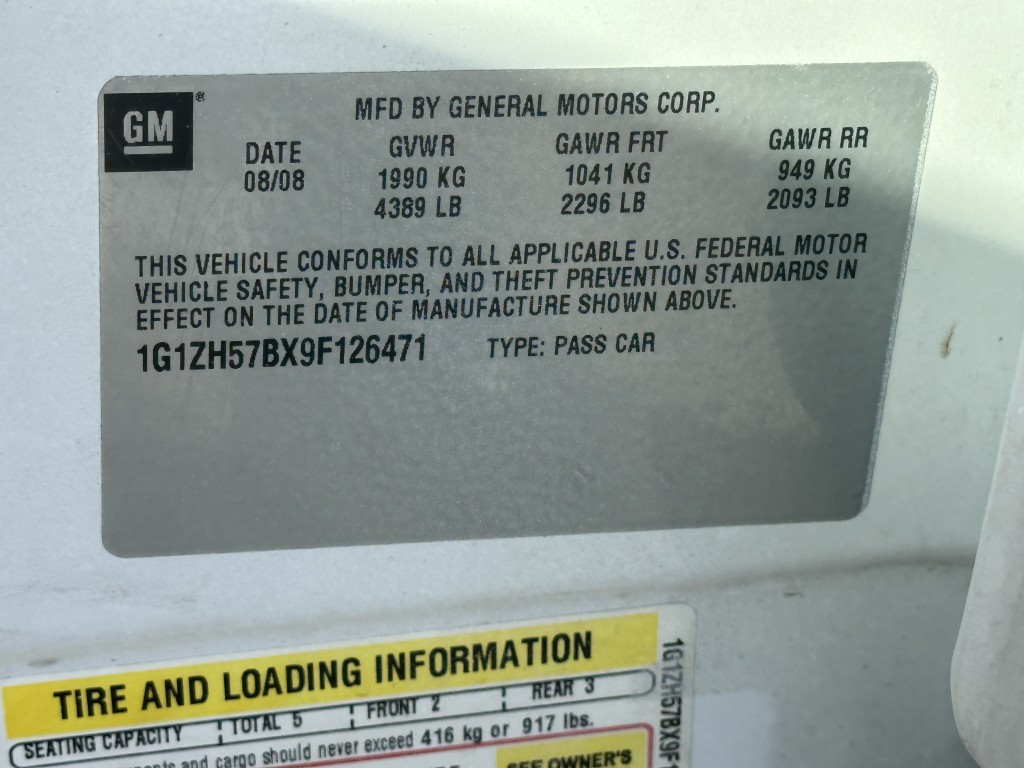 GM ®
MFD BY GENERAL MOTORS CORP.
DATE GVWR GAWR FRT GAWR RR
08/08 1990 KG 1041 KG 949 KG
4389 LB 2296 LB 2093 LB
THIS VEHICLE CONFORMS TO ALL APPLICABLE U.S. FEDERAL MOTOR
VEHICLE SAFETY, BUMPER, AND THEFT PREVENTION STANDARDS IN
EFFECT ON THE DATE OF MANUFACTURE SHOWN ABOVE.
1G1ZH57BX9F126471 TYPE: PASS CAR
TIRE AND LOADING INFORMATION
SEATING CAPACITY TOTAL 5 FRONT 2 REAR 3
and cargo should never exceed 416 kg or 917 lbs.
SEE OWNER'S
1G1ZH57BX9F1